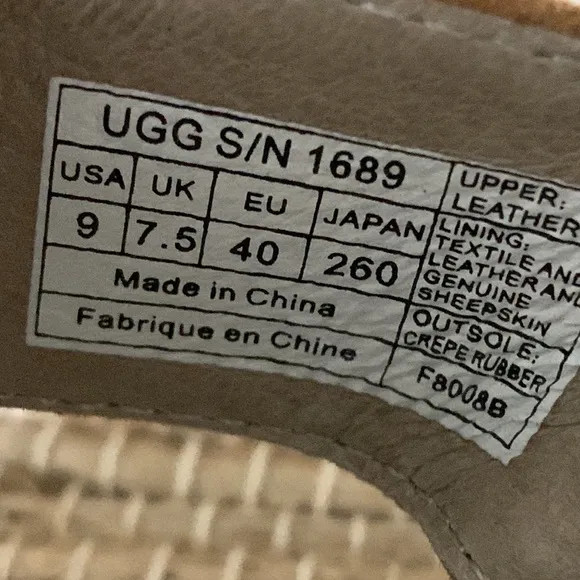 UGG S/N 1689
USA UK EU JAPAN
9 7.5 40 260
Made in China
Fabrique en Chine
UPPER:
LEATHER
LINING:
TEXTILE AND
LEATHER AND
GENUINE
SHEEPSKIN
OUTSOLE:
CREPE RUBBER
F8008B